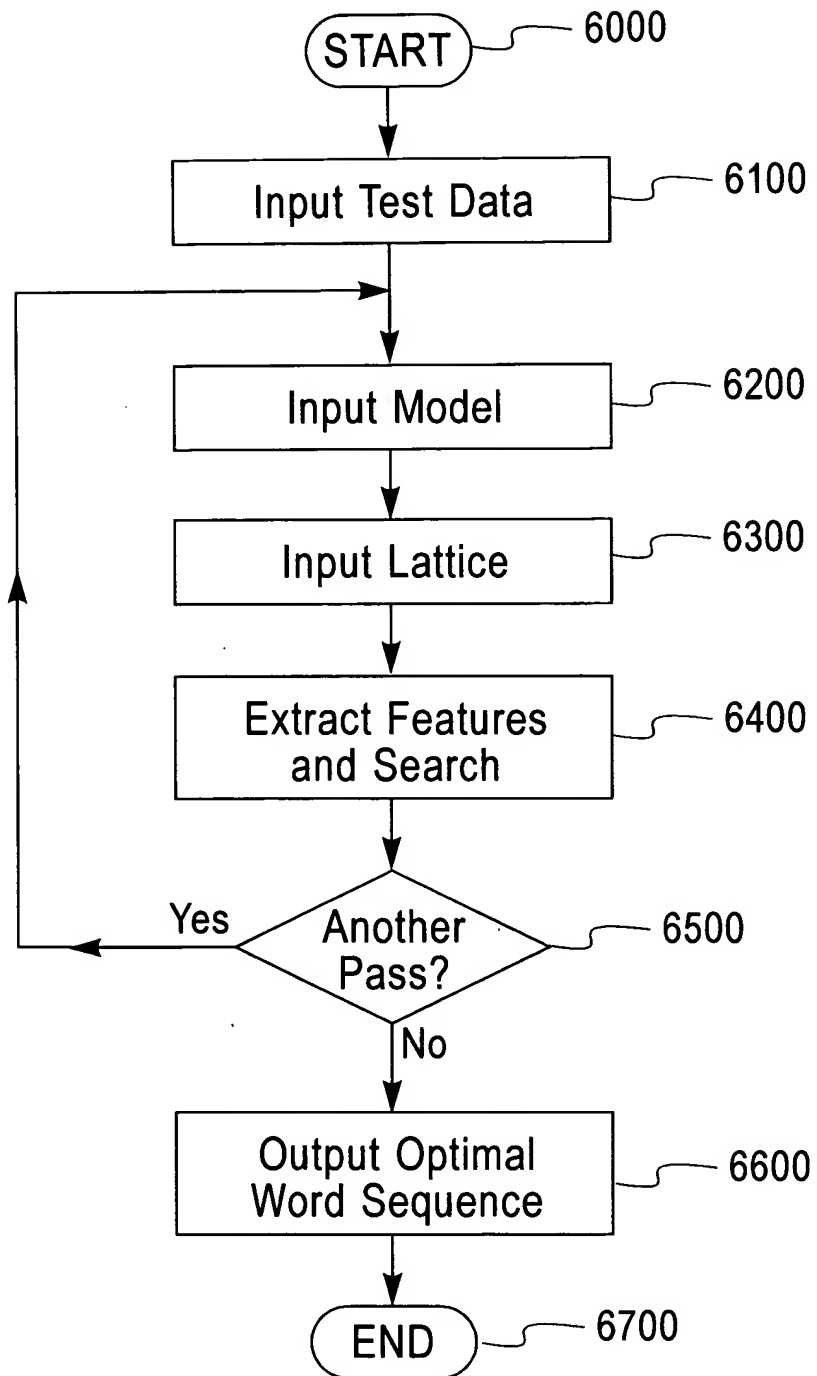 START
6000
Input Test Data
6100
Input Model
6200
Input Lattice
6300
Extract Features
and Search
6400
Yes
Another
Pass?
6500
No
Output Optimal
Word Sequence
6600
END
6700